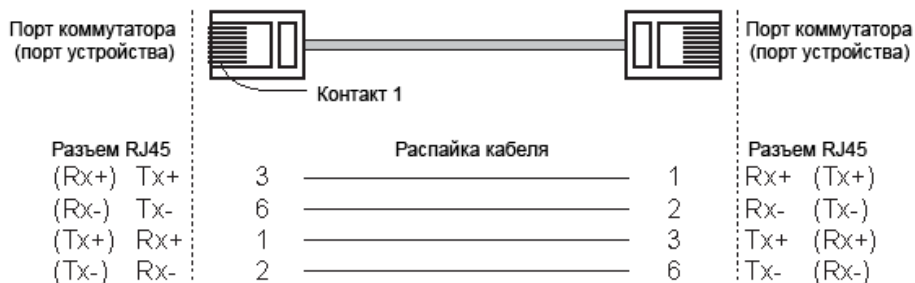 Порт коммутатора
(порт устройства)
Порт коммутатора
(порт устройства)
Контакт 1
Разъем RJ45 Распайка кабеля Разъем RJ45
(Rx+) Tx+ 3 1 Rx+ (Tx+)
(Rx-) Tx- 6 2 Rx- (Tx-)
(Tx+) Rx+ 1 3 Tx+ (Rx+)
(Tx-) Rx- 2 6 Tx- (Rx-)